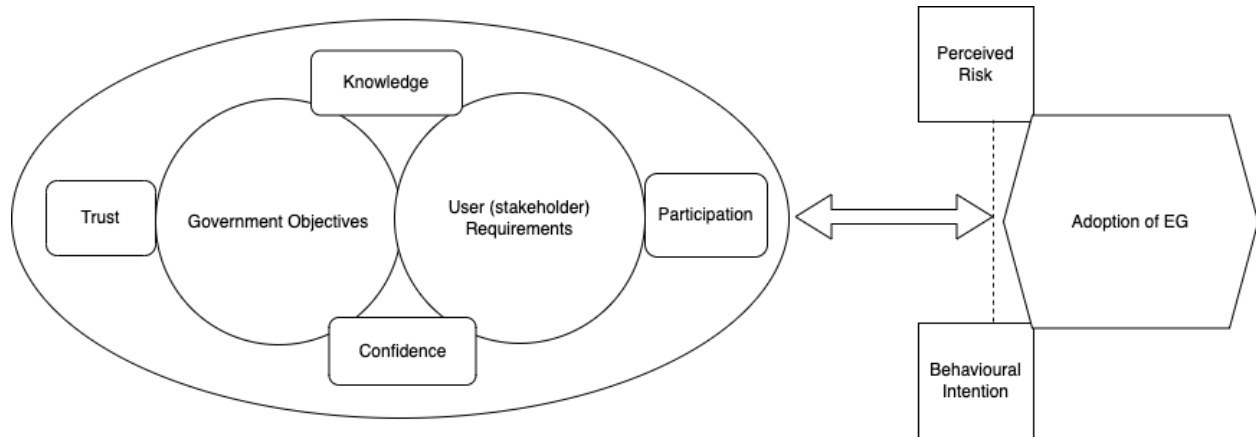 Knowledge
Trust
Government Objectives
User (stakeholder)
Requirements
Participation
Confidence
Perceived
Risk
Adoption of EG
Behavioural
Intention